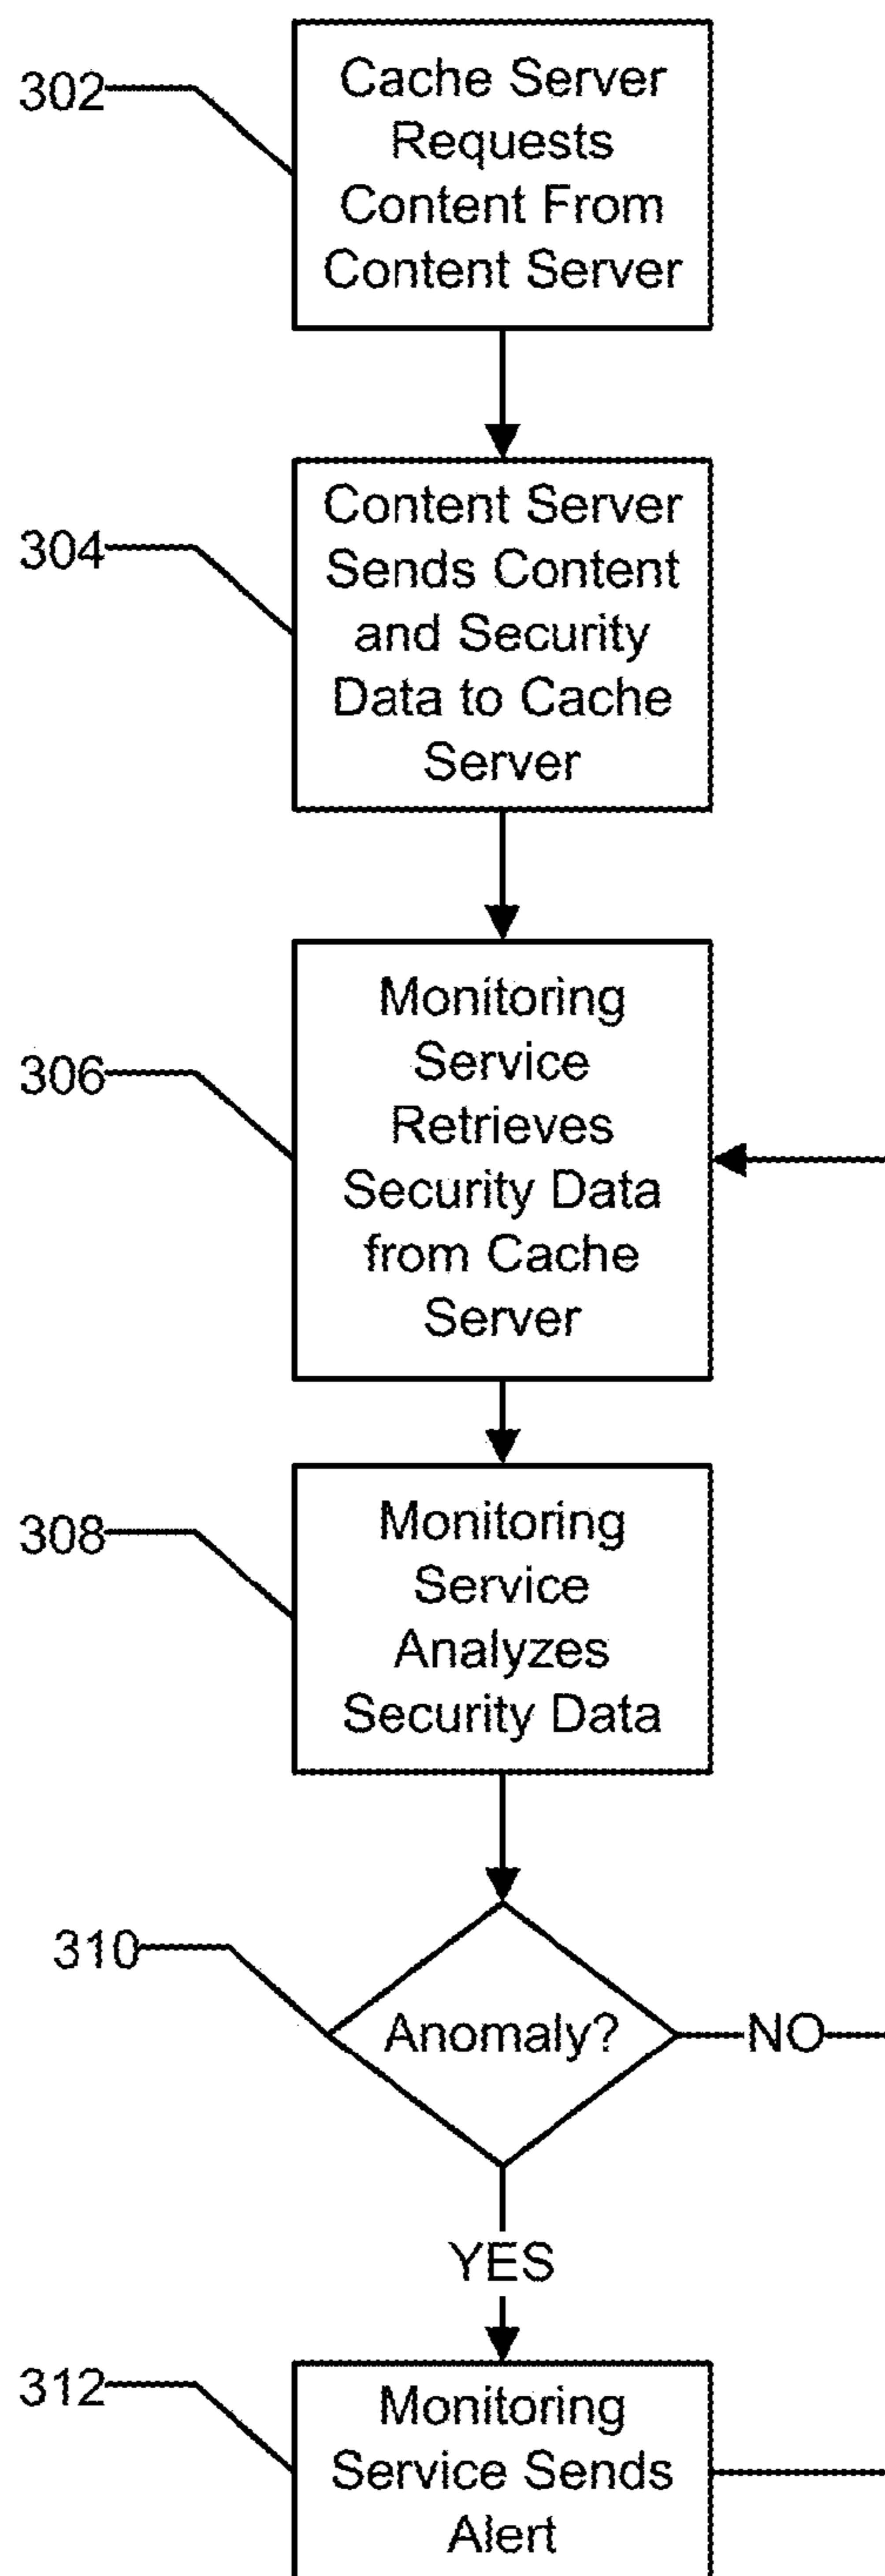 302
Cache Server
Requests
Content From
Content Server
304
Content Server
Sends Content
and Security
Data to Cache
Server
306
Monitoring
Service
Retrieves
Security Data
from Cache
Server
308
Monitoring
Service
Analyzes
Security Data
310
Anomaly?
NO
YES
312
Monitoring
Service Sends
Alert